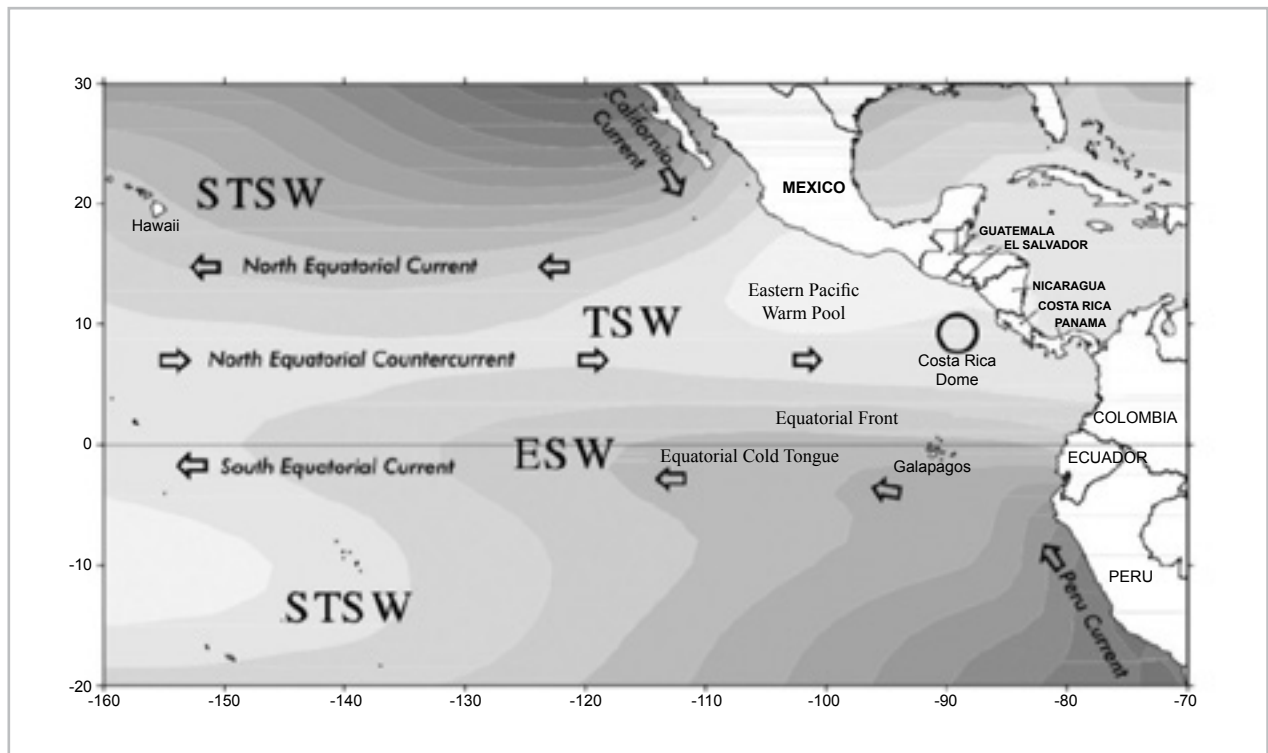 30
20
10
0
-10
-20
-160
-150
-140
-130
-120
-110
-100
-90
-80
-70
California
Current
STSW
Hawaii
MEXICO
GUATEMALA
EL SALVADOR
NICARAGUA
COSTA RICA
PANAMA
North Equatorial Current
Eastern Pacific
Warm Pool
TSW
North Equatorial Countercurrent
Costa Rica
Dome
Equatorial Front
COLOMBIA
ESW
Equatorial Cold Tongue
ECUADOR
South Equatorial Current
Galapagos
STSW
PERU
Peru Current